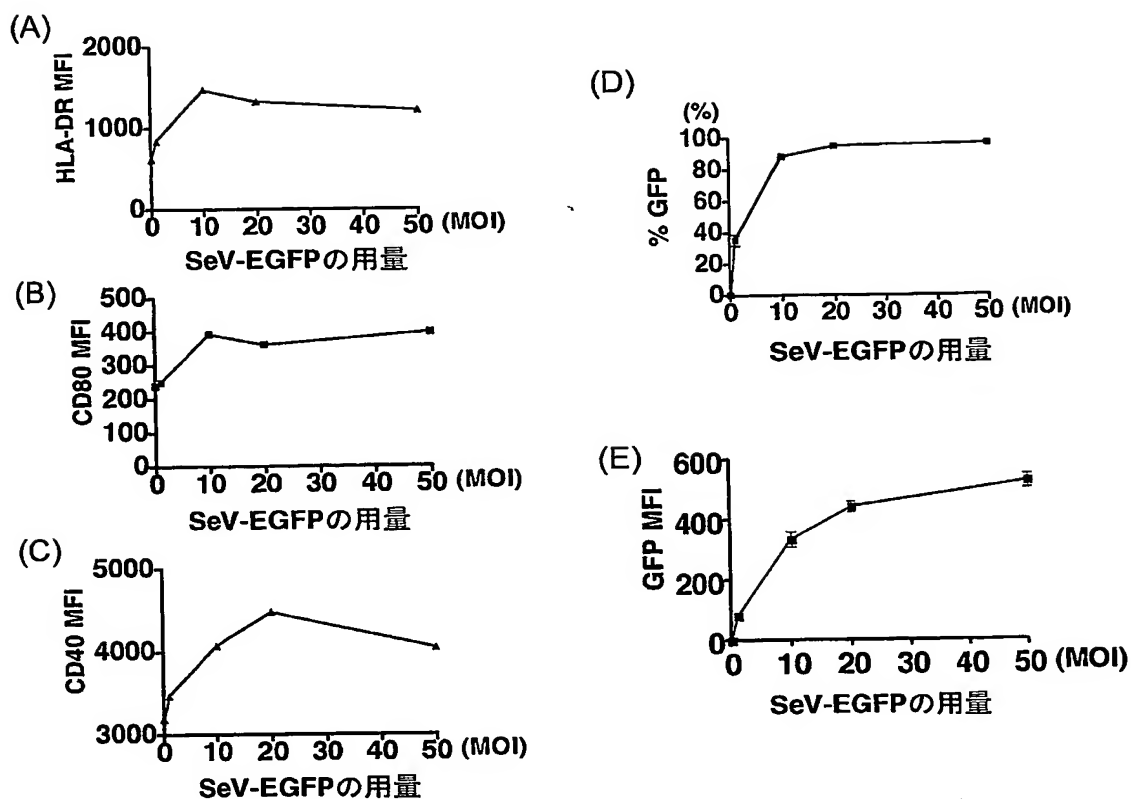 (A)
HLA-DR MFI
2000
1000
0
0 10 20 30 40 50 (MOI)
SeV-EGFPの用量
(B)
CD80 MFI
500
400
300
200
100
0
0 10 20 30 40 50 (MOI)
SeV-EGFPの用量
(C)
CD40 MFI
5000
4000
3000
0 10 20 30 40 50 (MOI)
SeV-EGFPの用量
(D)
(%)
% GFP
100
80
60
40
20
0
0 10 20 30 40 50 (MOI)
SeV-EGFPの用量
(E)
GFP MFI
600
400
200
0
0 10 20 30 40 50 (MOI)
SeV-EGFPの用量